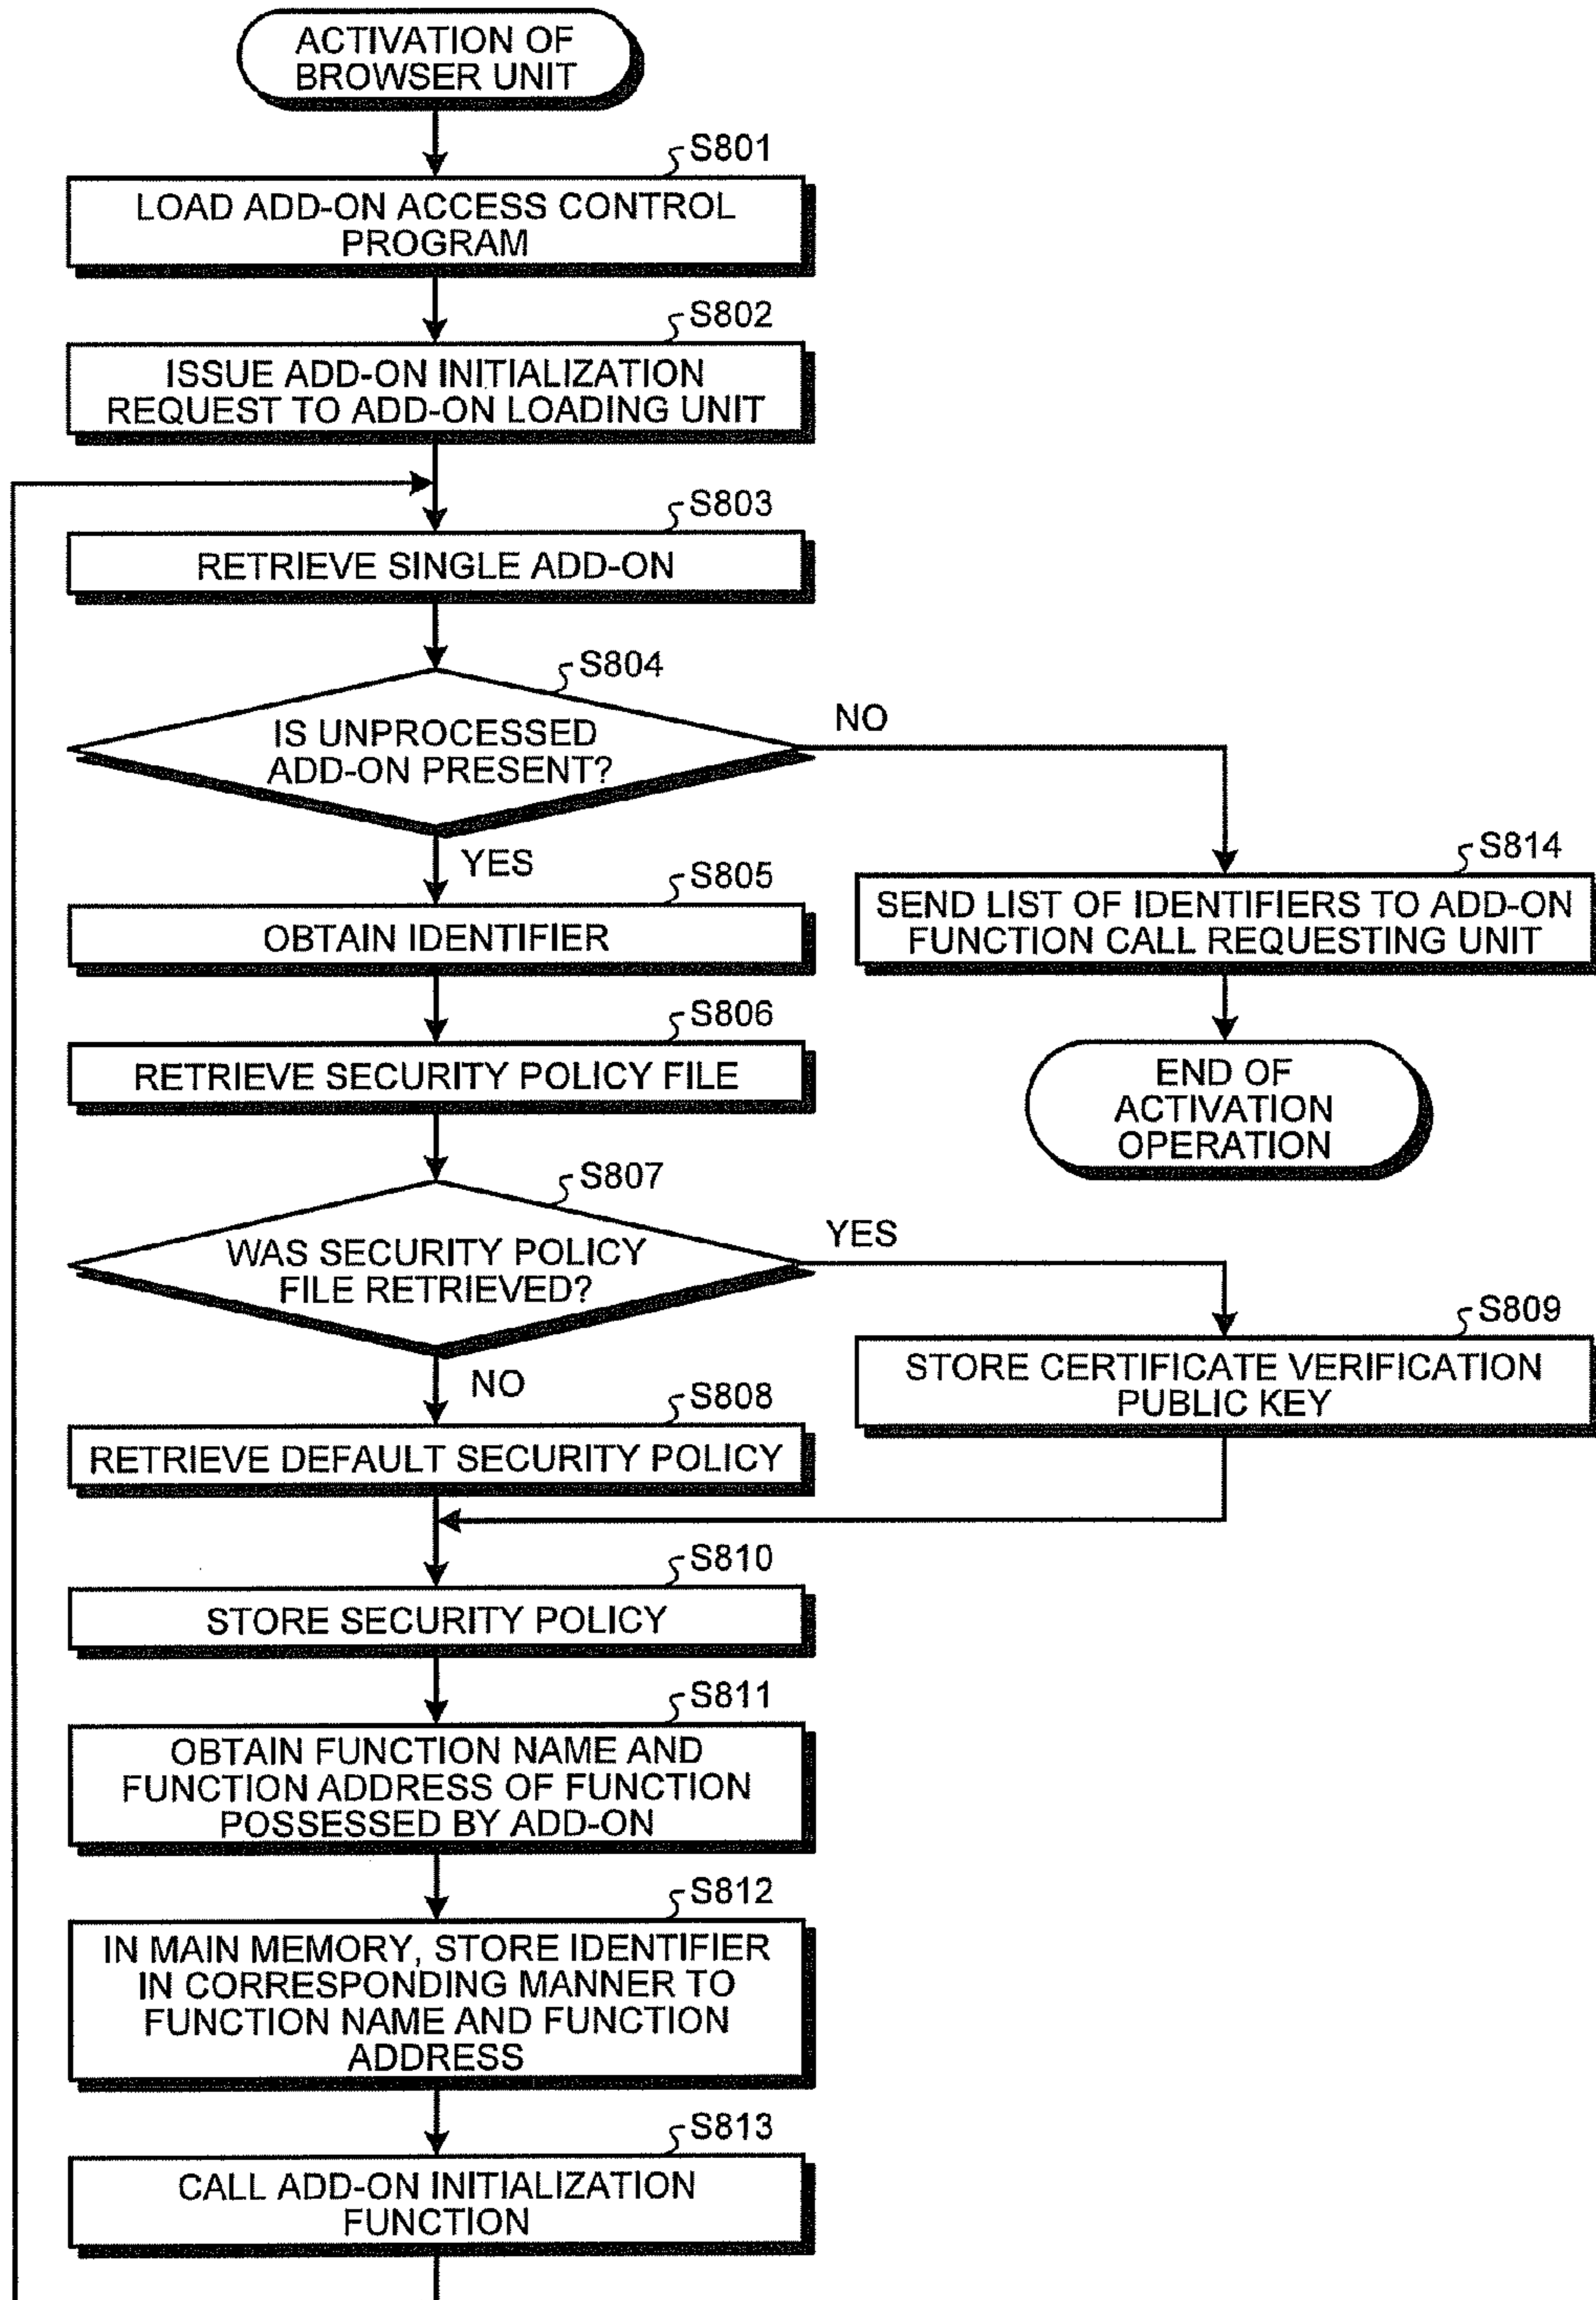 ACTIVATION OF
BROWSER UNIT
S801
LOAD ADD-ON ACCESS CONTROL
PROGRAM
S802
ISSUE ADD-ON INITIALIZATION
REQUEST TO ADD-ON LOADING UNIT
S803
RETRIEVE SINGLE ADD-ON
S804
IS UNPROCESSED
ADD-ON PRESENT?
NO
YES
S805
OBTAIN IDENTIFIER
S814
SEND LIST OF IDENTIFIERS TO ADD-ON
FUNCTION CALL REQUESTING UNIT
S806
RETRIEVE SECURITY POLICY FILE
END OF
ACTIVATION
OPERATION
S807
WAS SECURITY POLICY
FILE RETRIEVED?
YES
NO
S809
STORE CERTIFICATE VERIFICATION
PUBLIC KEY
S808
RETRIEVE DEFAULT SECURITY POLICY
S810
STORE SECURITY POLICY
S811
OBTAIN FUNCTION NAME AND
FUNCTION ADDRESS OF FUNCTION
POSSESSED BY ADD-ON
S812
IN MAIN MEMORY, STORE IDENTIFIER
IN CORRESPONDING MANNER TO
FUNCTION NAME AND FUNCTION
ADDRESS
S813
CALL ADD-ON INITIALIZATION
FUNCTION